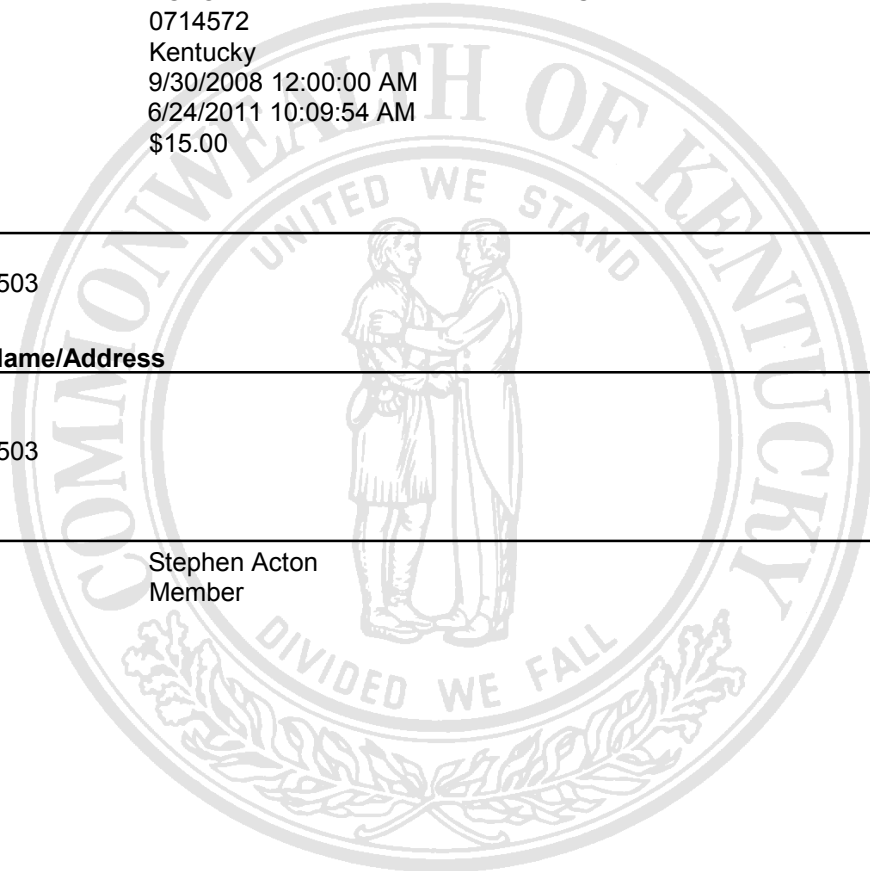 0714572
Kentucky
9/30/2008 12:00:00 AM
6/24/2011 10:09:54 AM
$15.00
COMMONWEALTH OF KENTUCKY
UNITED WE STAND
503
Name/Address
503
Stephen Acton
Member
DIVIDED WE FALL